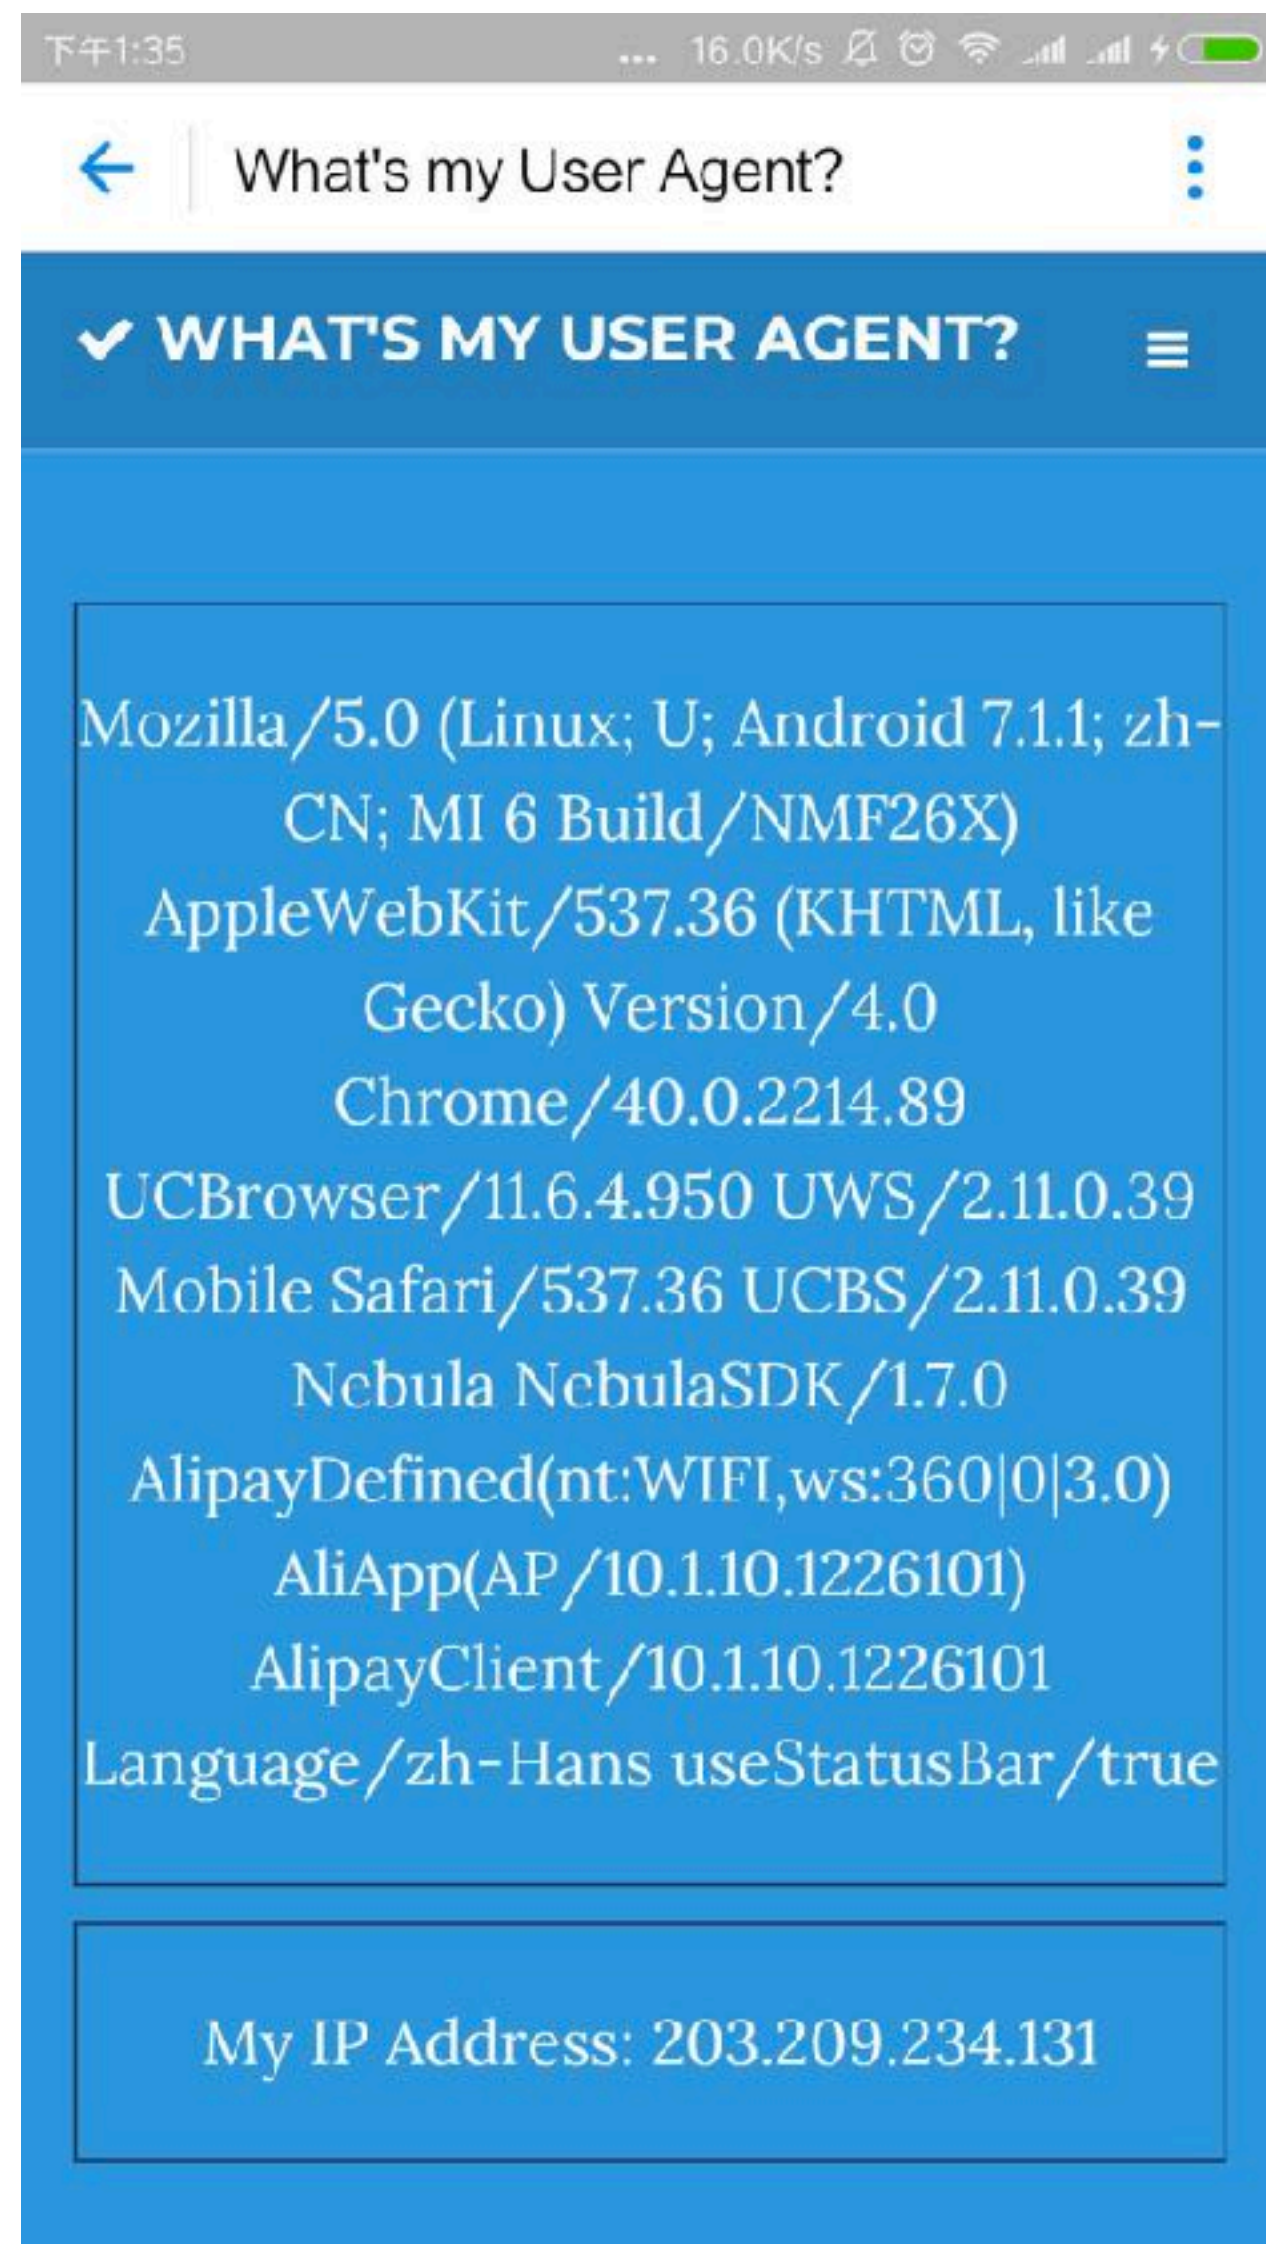 下午1:35 ... 16.0K/s
What's my User Agent?
WHAT'S MY USER AGENT?
Mozilla/5.0 (Linux; U; Android 7.1.1; zh-
CN; MI 6 Build/NMF26X)
AppleWebKit/537.36 (KHTML, like
Gecko) Version/4.0
Chrome/40.0.2214.89
UCBrowser/11.6.4.950 UWS/2.11.0.39
Mobile Safari/537.36 UCBS/2.11.0.39
Nebula NebulaSDK/1.7.0
AlipayDefined(nt:WIFI,ws:360|0|3.0)
AliApp(AP/10.1.10.1226101)
AlipayClient/10.1.10.1226101
Language/zh-Hans useStatusBar/true
My IP Address: 203.209.234.131